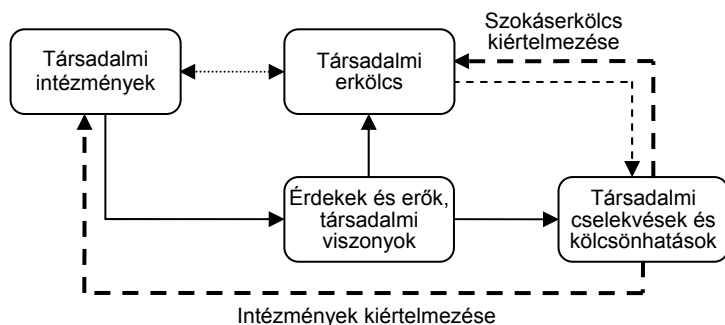 Szokáserkölcs
kiértelmezése
Társadalmi
intézmények
Társadalmi
erkölcs
Érdekek és erők,
társadalmi
viszonyok
Társadalmi
cselekvések és
kölcsönhatások
Intézmények kiértelmezése